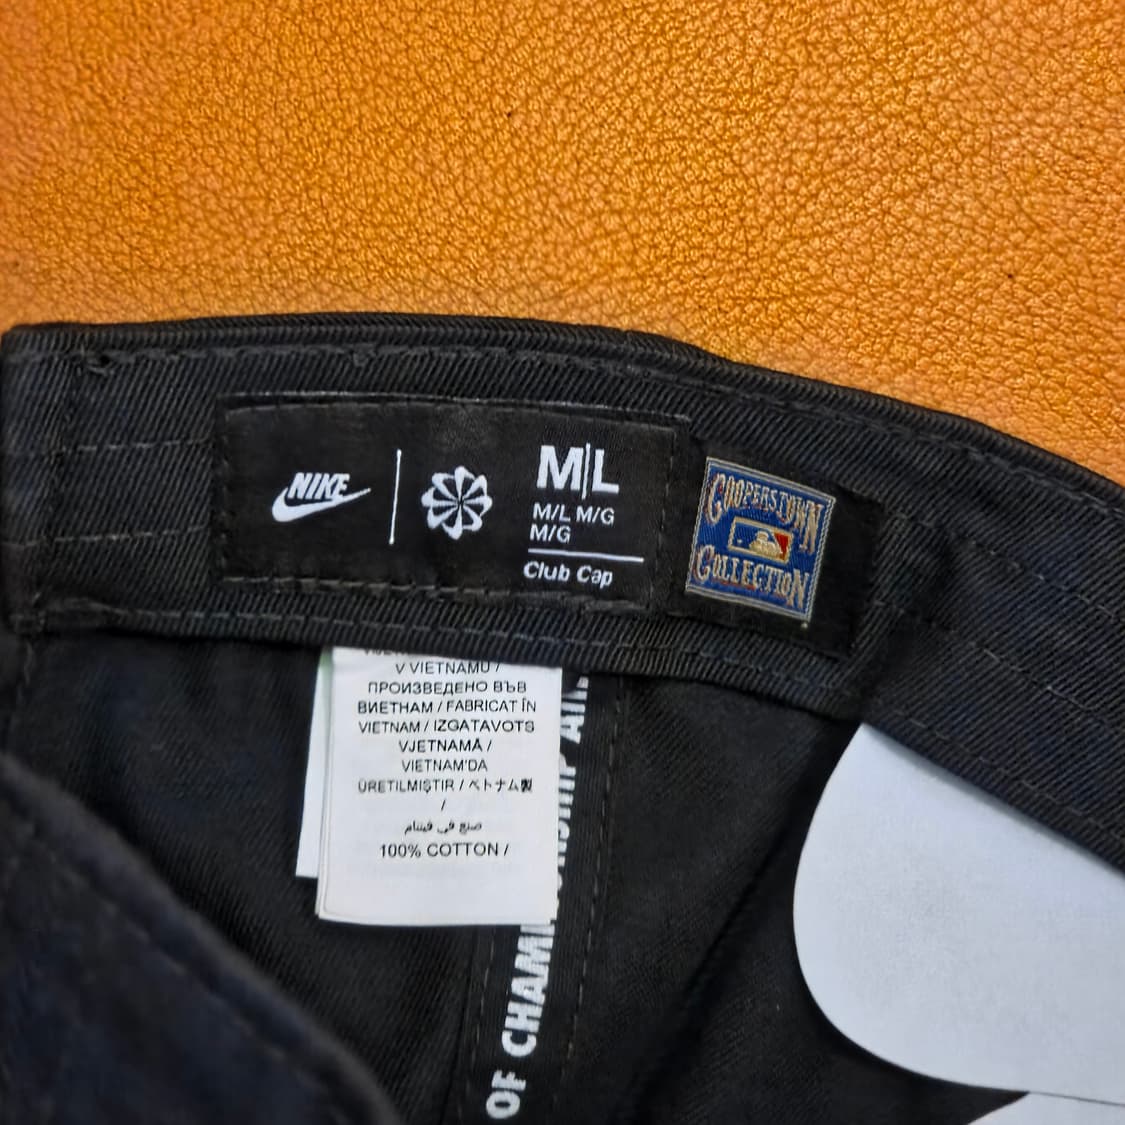 NIKE
M|L
M/L M/G
M/G
Club Cap
COOPERSTOWN
COLLECTION
V VIETNAMU /
ПРОИЗВЕДЕНО ВЪВ
ВИЕТНАМ / FABRICAT ÎN
VIETNAM / IZGATAVOTS
VJETNAMĀ /
VIETNAM'DA
ÜRETILMIŞTIR / ベトナム製
/
صنع في فيتنام
100% COTTON /
OF CHAMPIONSHIP